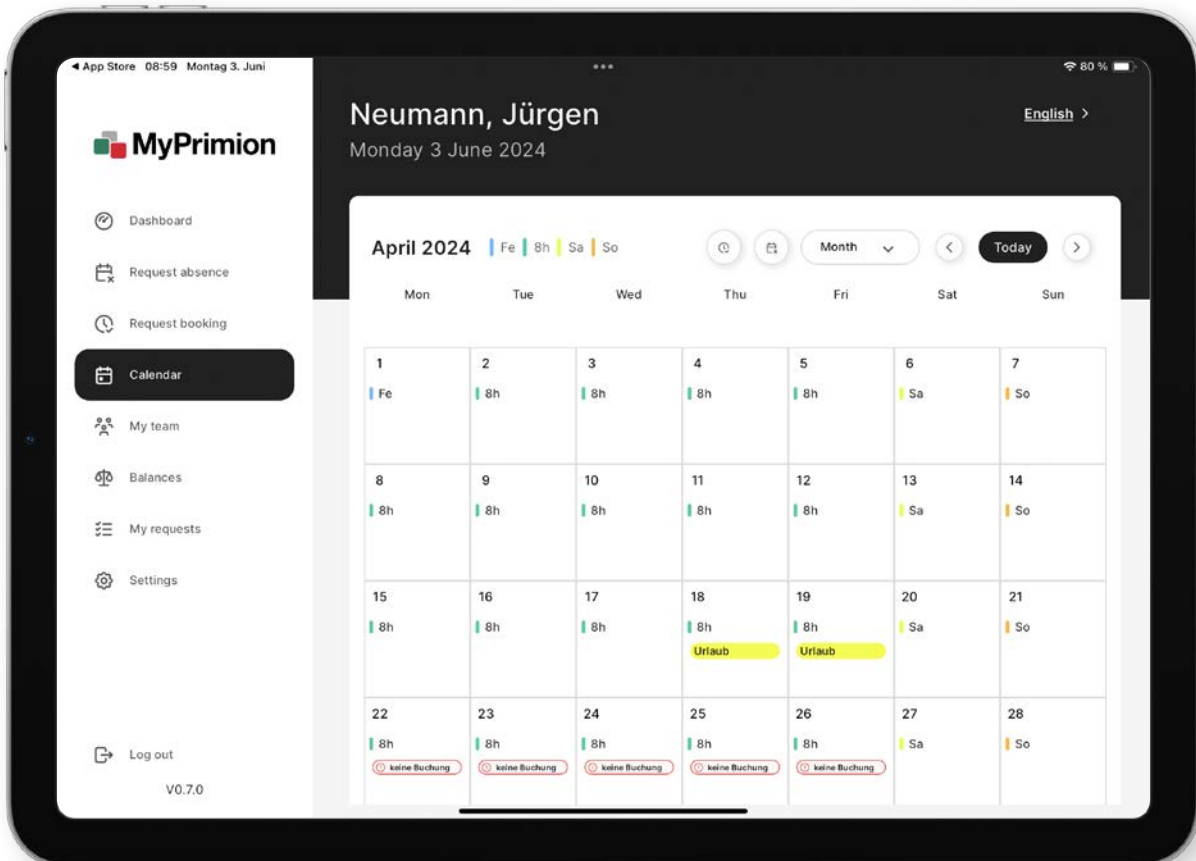 App Store 08:59 Montag 3. Juni
80 %
MyPrimion
Neumann, Jürgen
English >
Monday 3 June 2024
Dashboard
Request absence
Request booking
Calendar
My team
Balances
My requests
Settings
Log out
V0.7.0
April 2024 Fe 8h Sa So
Month
Today
Mon Tue Wed Thu Fri Sat Sun
1 2 3 4 5 6 7
Fe 8h 8h 8h 8h Sa So
8 9 10 11 12 13 14
8h 8h 8h 8h 8h Sa So
15 16 17 18 19 20 21
8h 8h 8h 8h 8h Sa So
Urlaub Urlaub
22 23 24 25 26 27 28
8h 8h 8h 8h 8h Sa So
keine Buchung keine Buchung keine Buchung keine Buchung keine Buchung